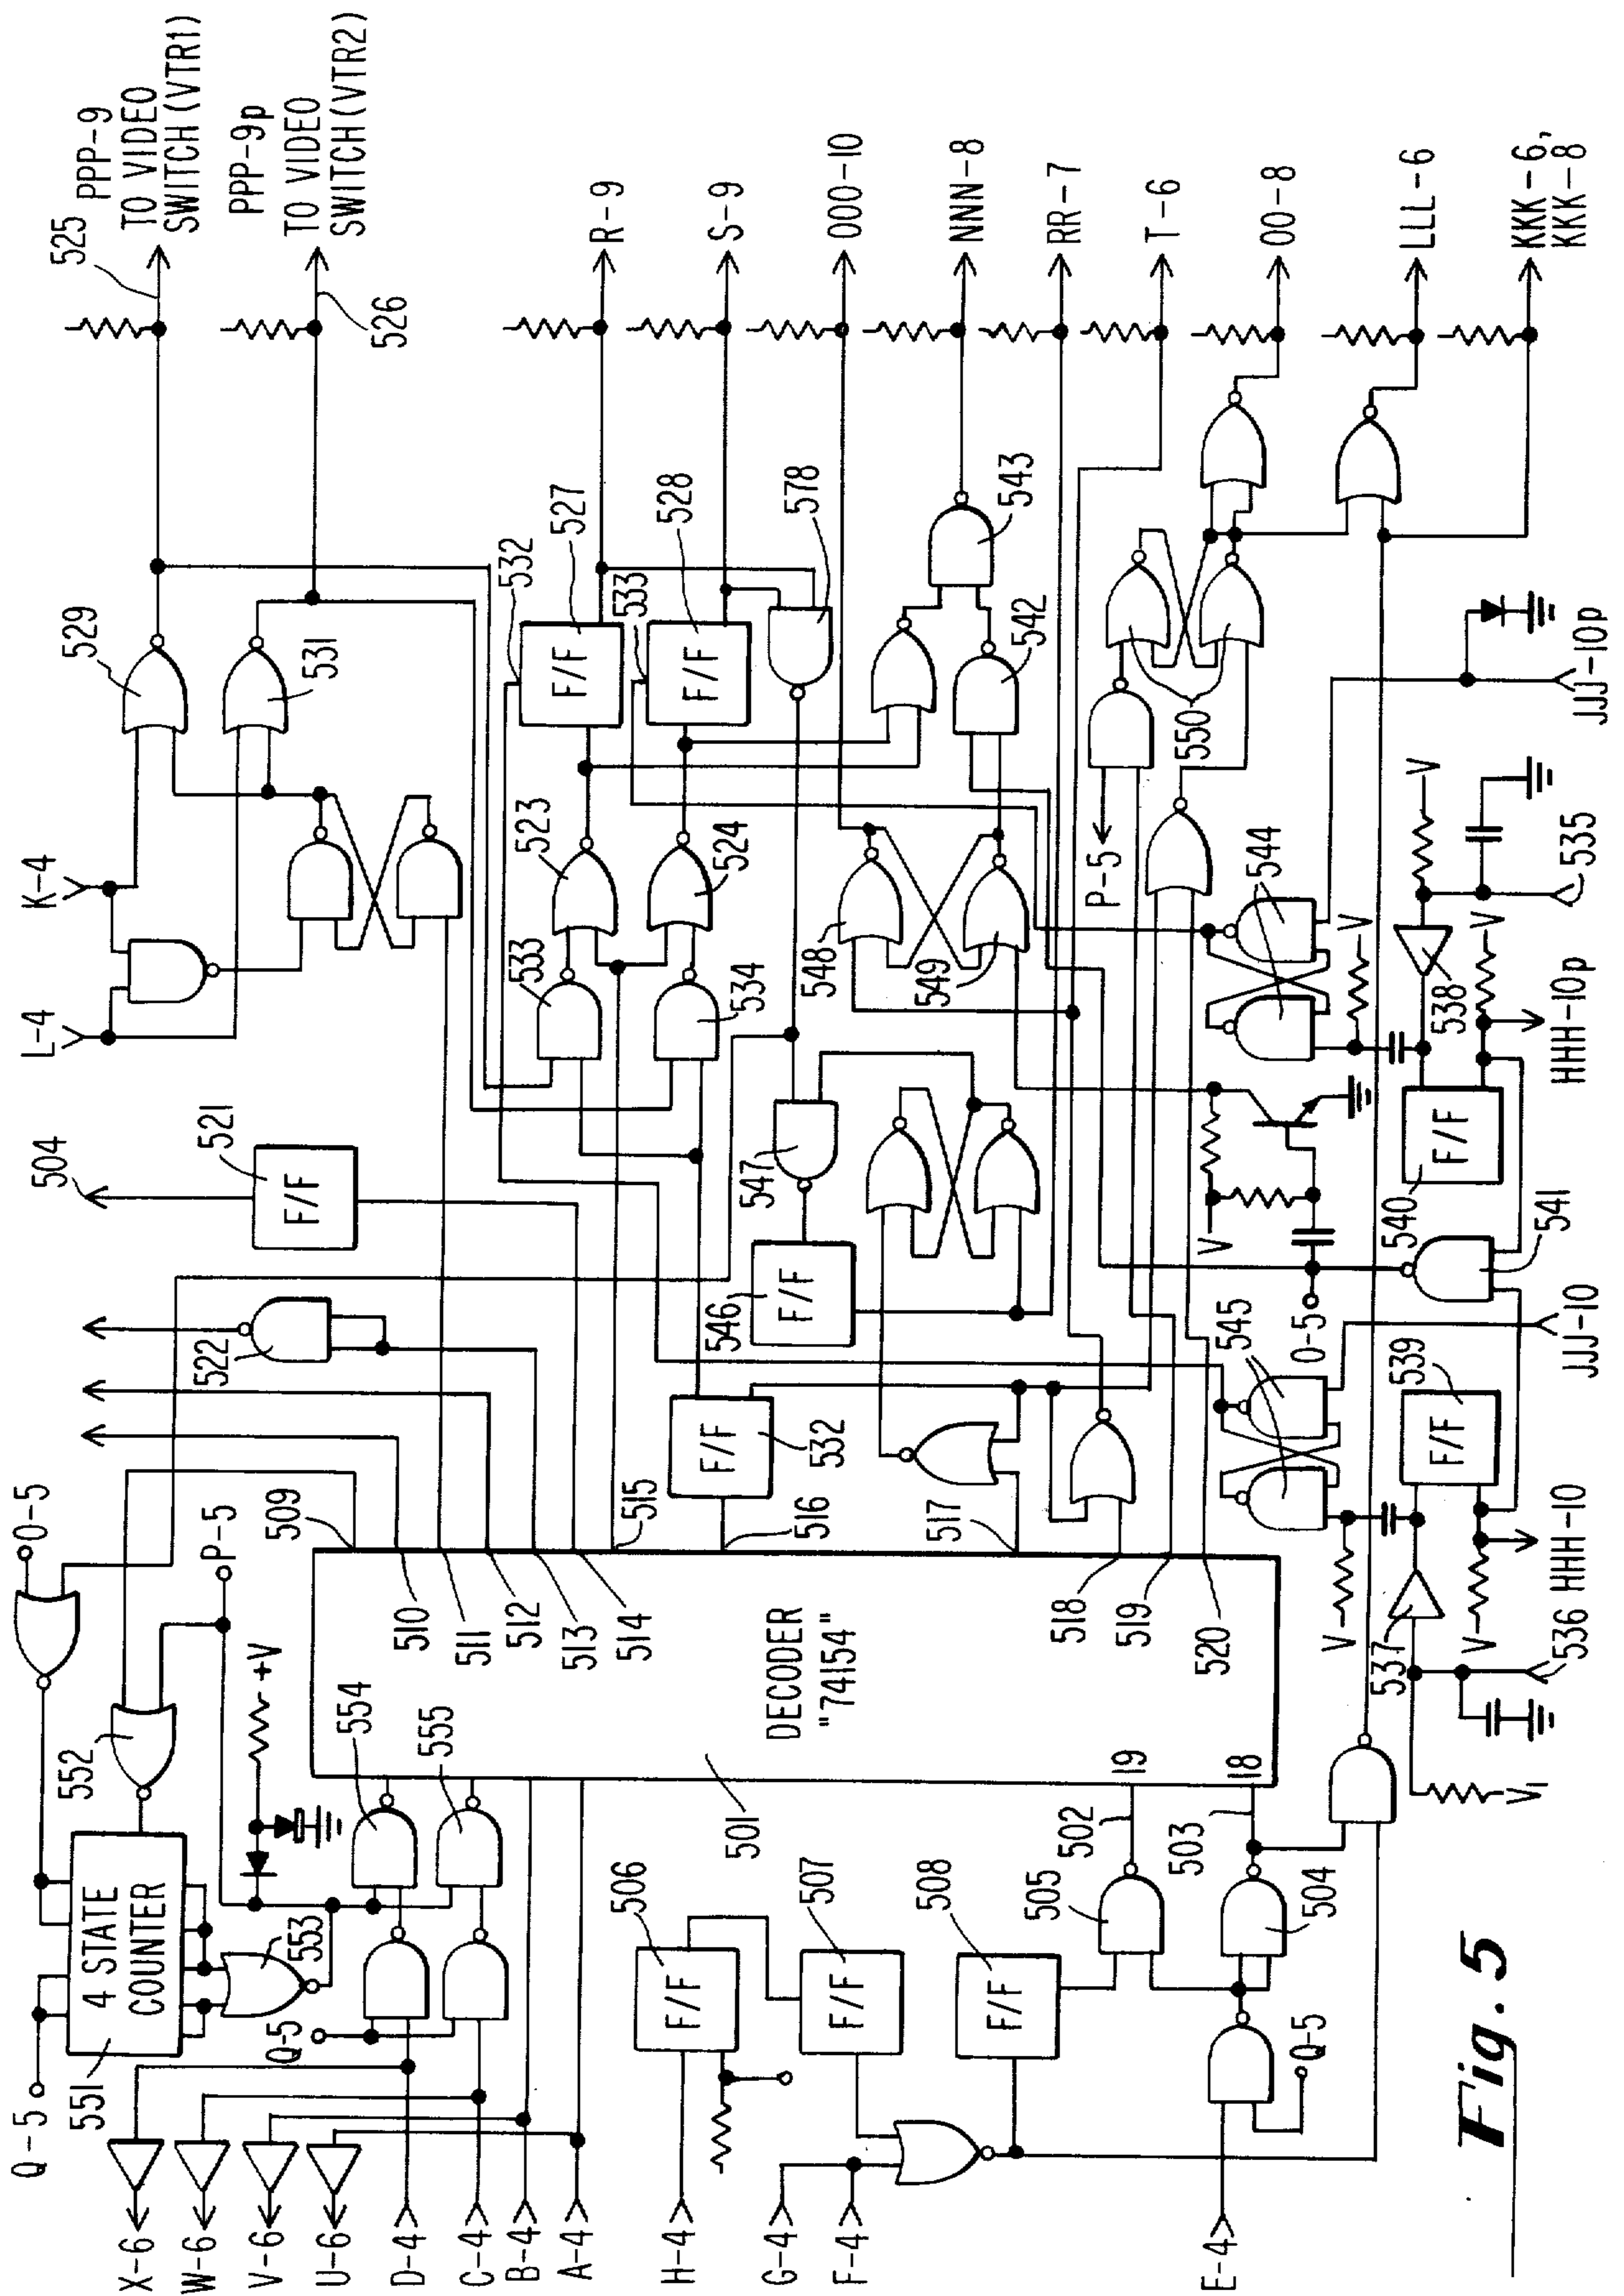 PPP-9
TO VIDEO
SWITCH (VTR1)
525
PPP-9p
TO VIDEO
SWITCH (VTR2)
526
R-9
S-9
OOO-10
NNN-8
RR-7
T-6
OO-8
LLL-6
KKK-6,
KKK-8
529
531
K-4
L-4
532
527
F/F
533
528
F/F
578
523
524
533
534
543
542
548
549
550
P-5
504
521
F/F
522
547
546
F/F
532
F/F
544
545
V
V
V
V
V
V
V1
JJJ-10p
535
538
HHH-10p
540
F/F
541
O-5
JJJ-10
539
F/F
HHH-10
536
537
O-5
P-5
509
510
511
512
513
514
515
516
517
518
519
520
DECODER
"74154"
501
19
18
502
503
504
505
506
F/F
507
F/F
508
F/F
+V
552
553
554
555
4 STATE
COUNTER
551
Q-5
Q-5
Q-5
X-6
W-6
V-6
U-6
D-4
C-4
B-4
A-4
H-4
G-4
F-4
E-4
Fig. 5